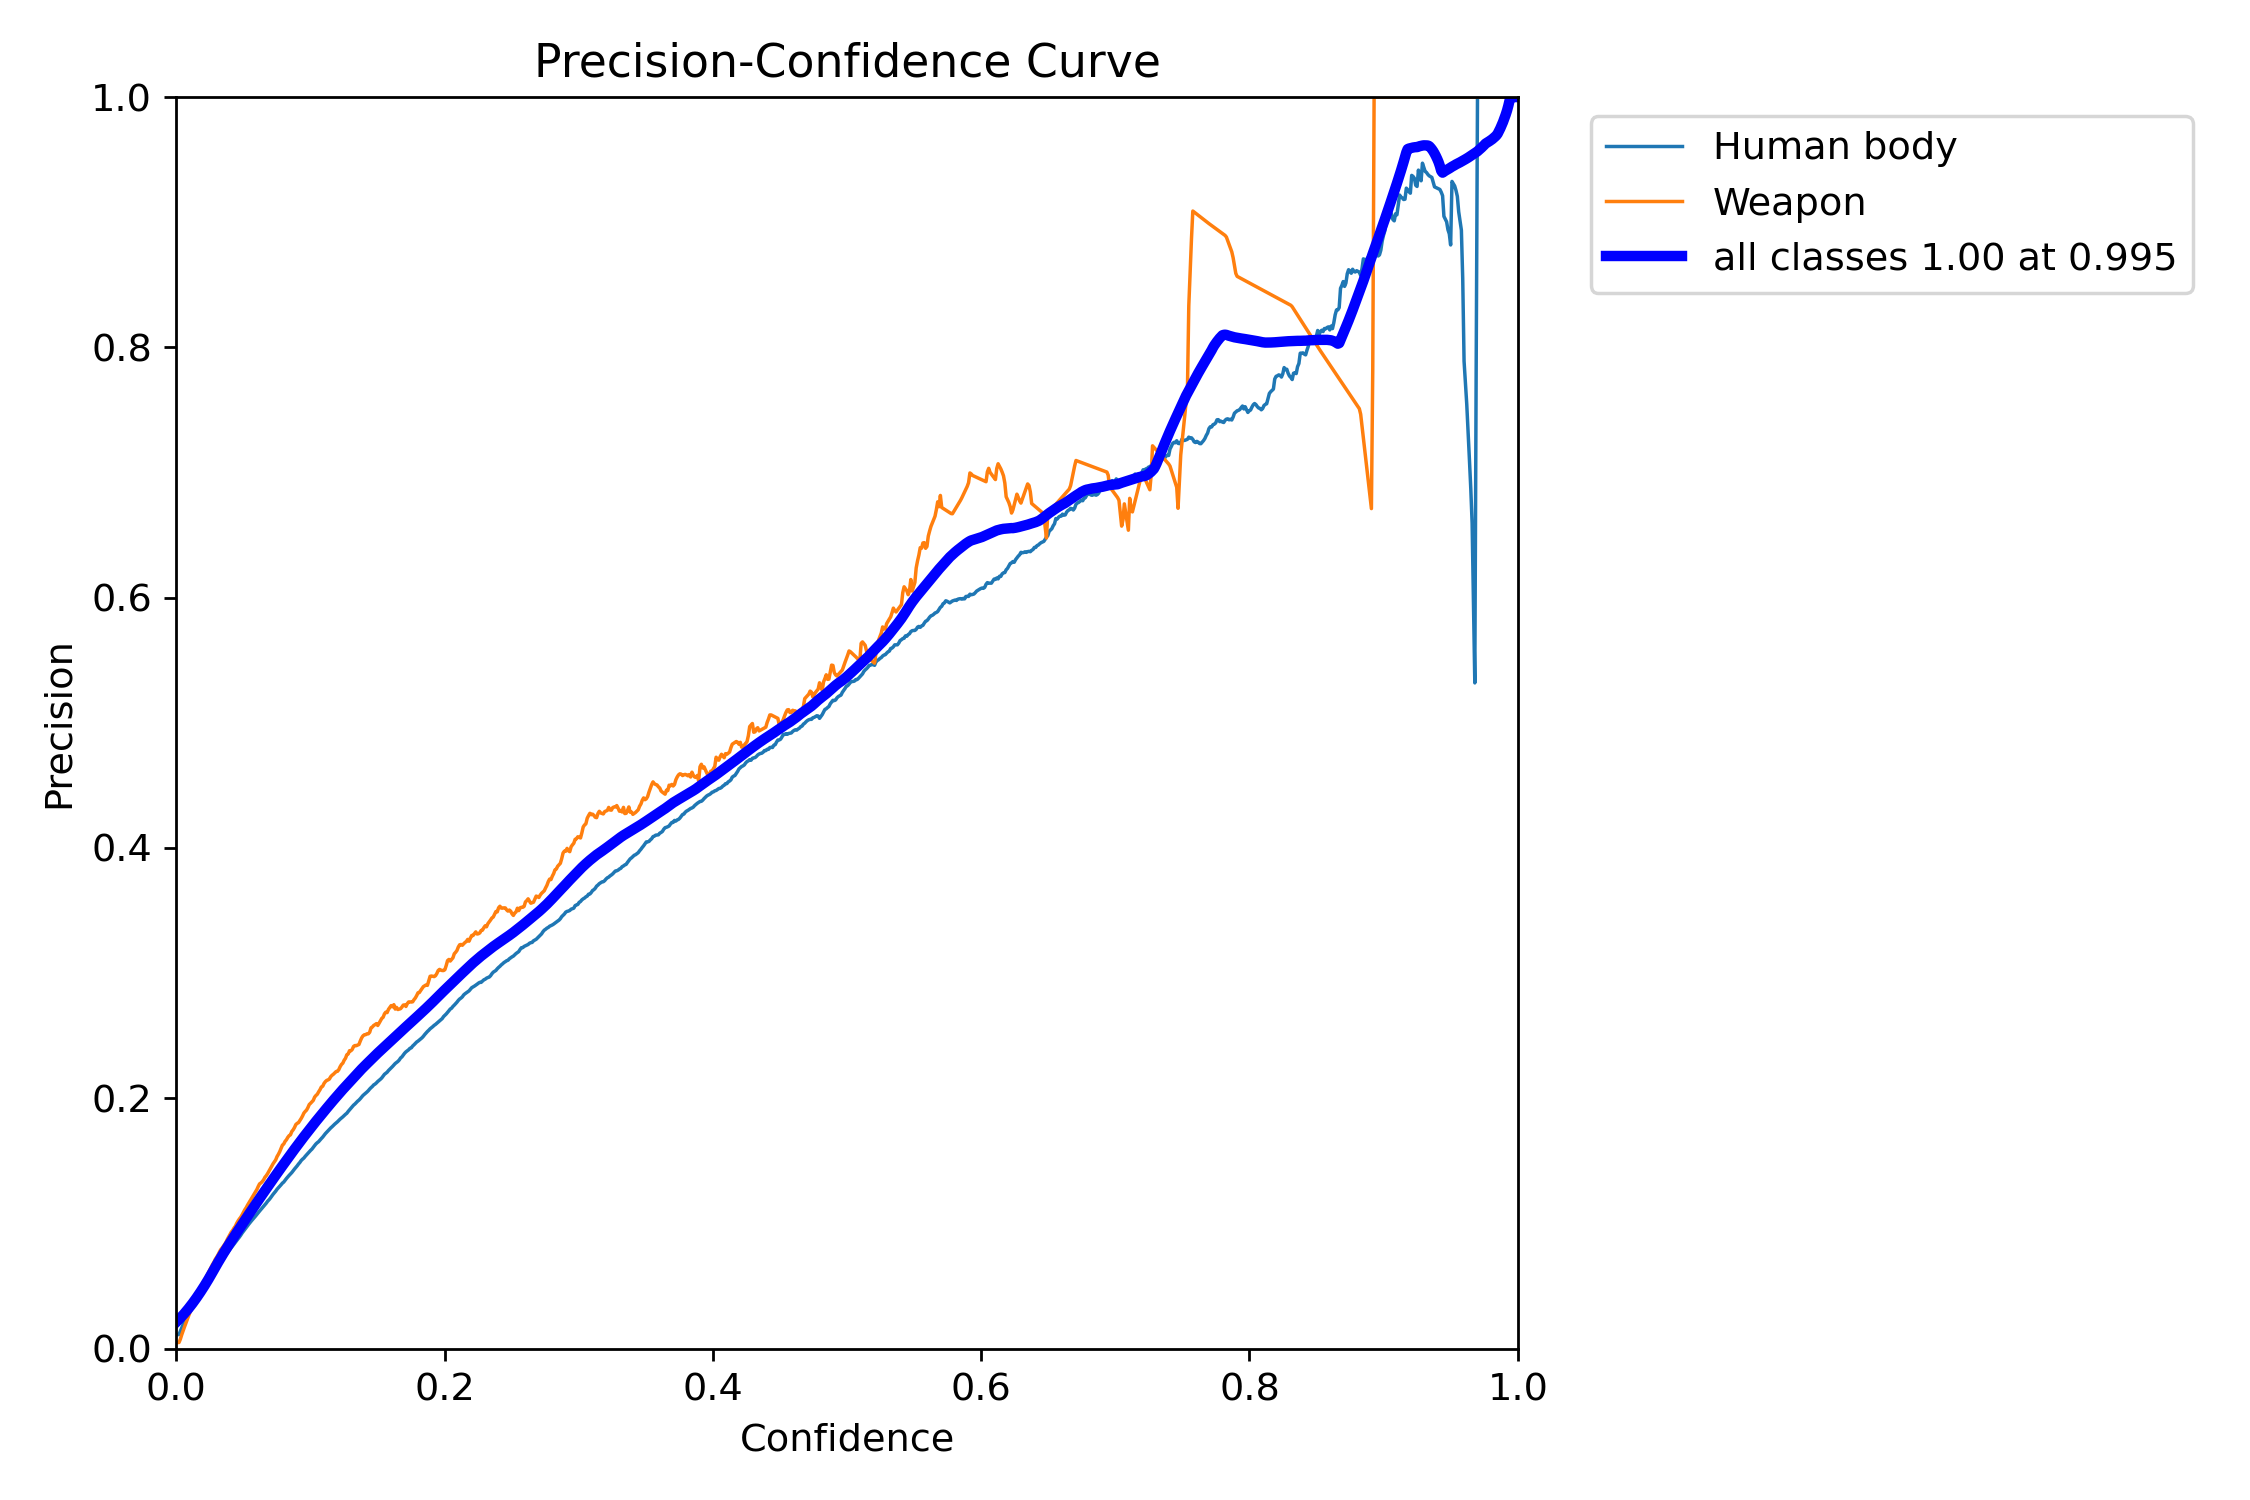 Precision-Confidence Curve
1.0
0.8
0.6
0.4
0.2
0.0
Precision
0.0 0.2 0.4 0.6 0.8 1.0
Confidence
Human body
Weapon
all classes 1.00 at 0.995